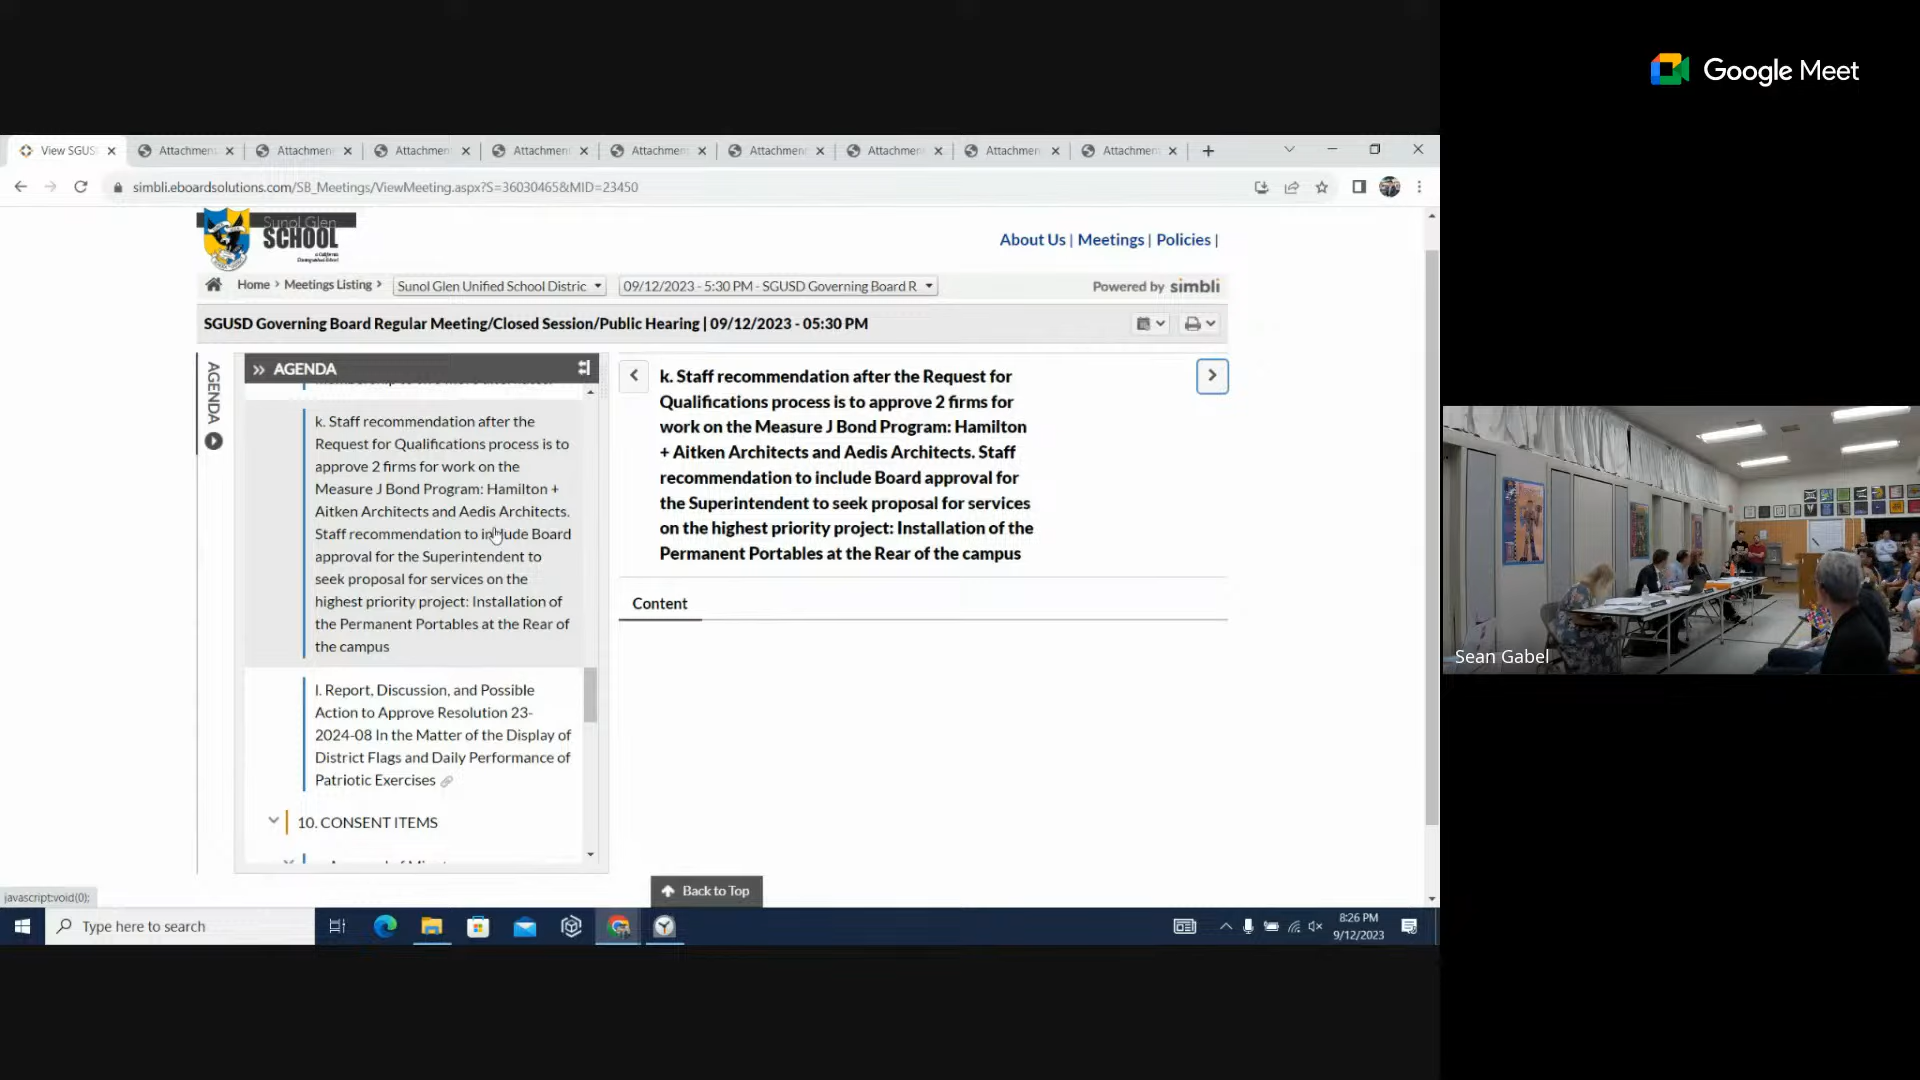 Google Meet
View SGUS
Attachmen
Attachmen
Attachmen
Attachmen
Attachmen
Attachmen
Attachmen
Attachmen
Attachmen
simbli.eboardsolutions.com/SB_Meetings/ViewMeeting.aspx?S=36030465&MID=23450
Sunol Glen
SCHOOL
About Us | Meetings | Policies |
Home > Meetings Listing >
Sunol Glen Unified School Distric
09/12/2023 - 5:30 PM - SGUSD Governing Board R
Powered by simbli
SGUSD Governing Board Regular Meeting/Closed Session/Public Hearing | 09/12/2023 - 05:30 PM
AGENDA
AGENDA
k. Staff recommendation after the
Request for Qualifications process is to
approve 2 firms for work on the
Measure J Bond Program: Hamilton +
Aitken Architects and Aedis Architects.
Staff recommendation to include Board
approval for the Superintendent to
seek proposal for services on the
highest priority project: Installation of
the Permanent Portables at the Rear of
the campus
l. Report, Discussion, and Possible
Action to Approve Resolution 23-
2024-08 In the Matter of the Display of
District Flags and Daily Performance of
Patriotic Exercises
10. CONSENT ITEMS
k. Staff recommendation after the Request for
Qualifications process is to approve 2 firms for
work on the Measure J Bond Program: Hamilton
+ Aitken Architects and Aedis Architects. Staff
recommendation to include Board approval for
the Superintendent to seek proposal for services
on the highest priority project: Installation of the
Permanent Portables at the Rear of the campus
Content
Back to Top
javascript:void(0);
Type here to search
8:26 PM
9/12/2023
Sean Gabel